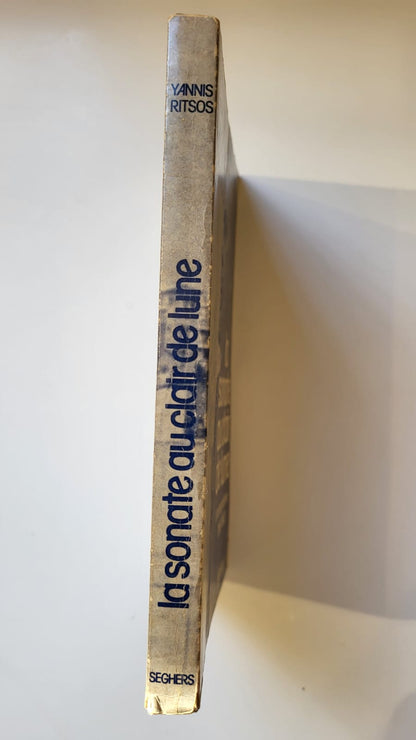 YANNIS
RITSOS
la sonate au clair de lune
SEGHERS